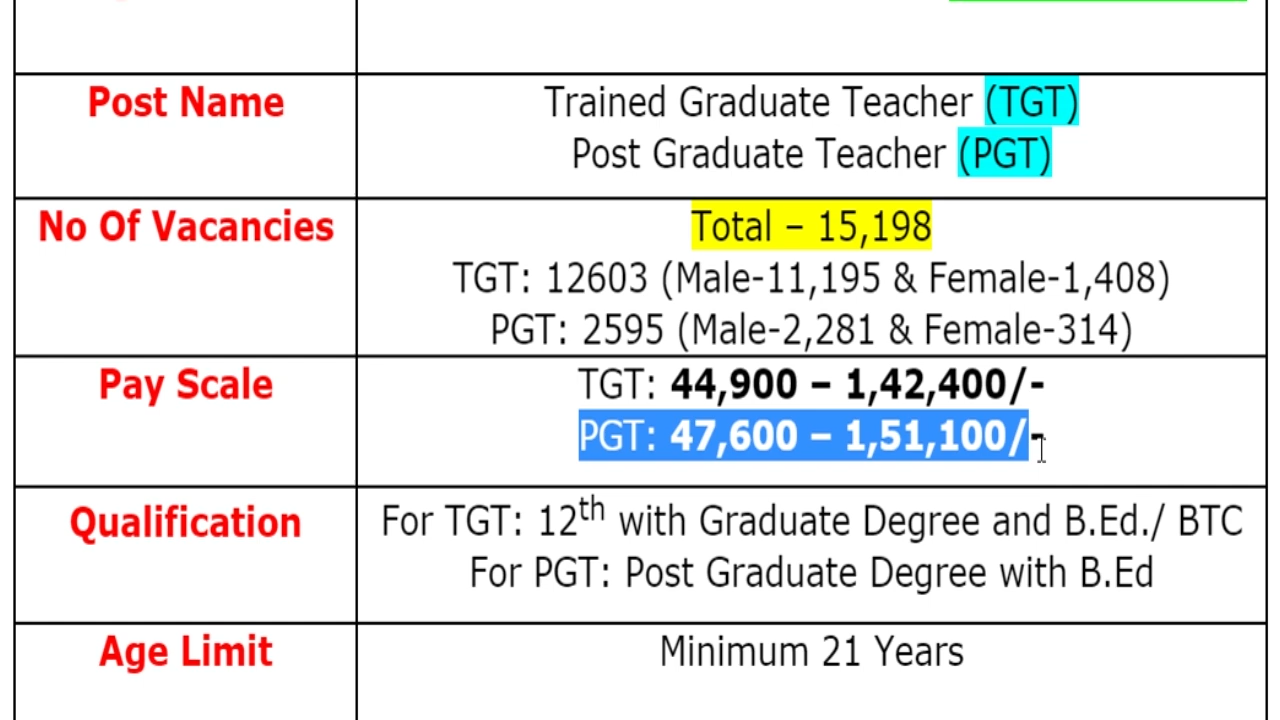 Post Name
Trained Graduate Teacher (TGT)
Post Graduate Teacher (PGT)
No Of Vacancies
Total – 15,198
TGT: 12603 (Male-11,195 & Female-1,408)
PGT: 2595 (Male-2,281 & Female-314)
Pay Scale
TGT: 44,900 – 1,42,400/-
PGT: 47,600 – 1,51,100/-
Qualification
For TGT: 12th with Graduate Degree and B.Ed./ BTC
For PGT: Post Graduate Degree with B.Ed
Age Limit
Minimum 21 Years